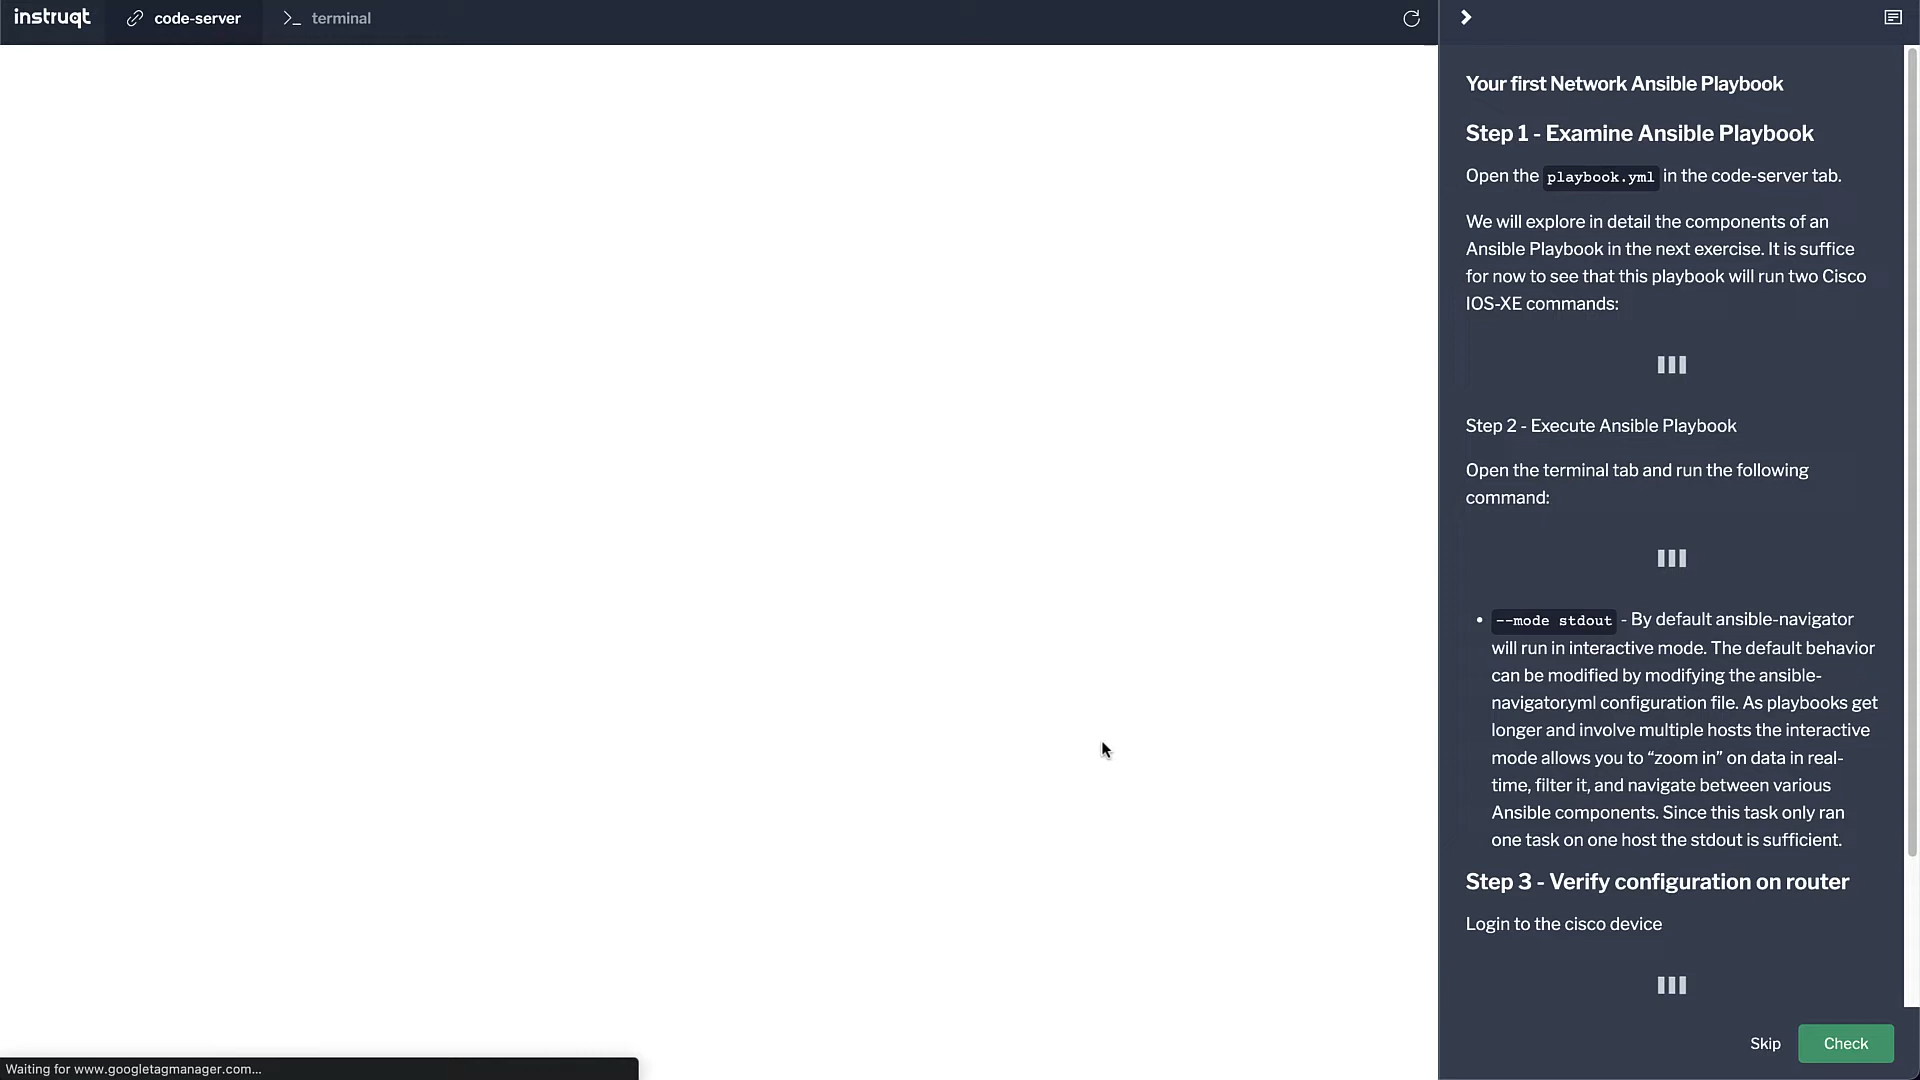 instruqt
code-server
>_ terminal
Your first Network Ansible Playbook
Step 1 - Examine Ansible Playbook
Open the playbook.yml in the code-server tab.
We will explore in detail the components of an
Ansible Playbook in the next exercise. It is suffice
for now to see that this playbook will run two Cisco
IOS-XE commands:
Step 2 - Execute Ansible Playbook
Open the terminal tab and run the following
command:
• --mode stdout - By default ansible-navigator
will run in interactive mode. The default behavior
can be modified by modifying the ansible-
navigator.yml configuration file. As playbooks get
longer and involve multiple hosts the interactive
mode allows you to “zoom in” on data in real-
time, filter it, and navigate between various
Ansible components. Since this task only ran
one task on one host the stdout is sufficient.
Step 3 - Verify configuration on router
Login to the cisco device
Skip
Check
Waiting for www.googletagmanager.com...